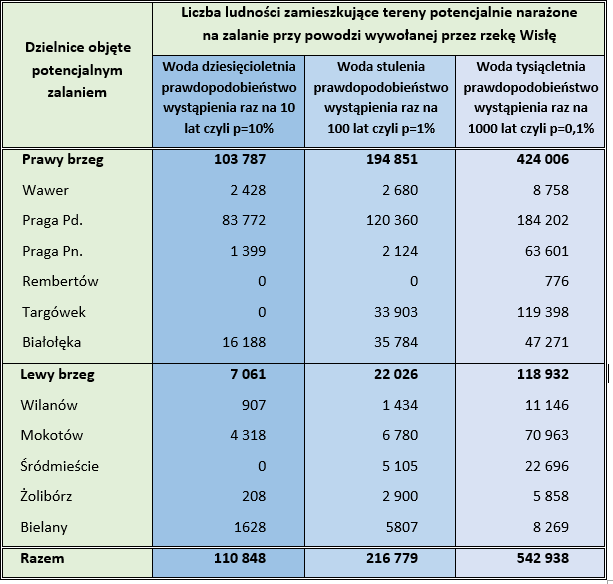 Dzielnice objęte
potencjalnym
zalaniem
Liczba ludności zamieszkujące tereny potencjalnie narażone
na zalanie przy powodzi wywołanej przez rzekę Wisłę
Woda dziesięcioletnia
prawdopodobieństwo
wystąpienia raz na 10
lat czyli p=10%
Woda stulenia
prawdopodobieństwo
wystąpienia raz na
100 lat czyli p=1%
Woda tysiącletnia
prawdopodobieństwo
wystąpienia raz na
1000 lat czyli p=0,1%
Prawy brzeg 103 787 194 851 424 006
Wawer 2 428 2 680 8 758
Praga Pd. 83 772 120 360 184 202
Praga Pn. 1 399 2 124 63 601
Rembertów 0 0 776
Targówek 0 33 903 119 398
Białołęka 16 188 35 784 47 271
Lewy brzeg 7 061 22 026 118 932
Wilanów 907 1 434 11 146
Mokotów 4 318 6 780 70 963
Śródmieście 0 5 105 22 696
Żolibórz 208 2 900 5 858
Bielany 1628 5807 8 269
Razem 110 848 216 779 542 938